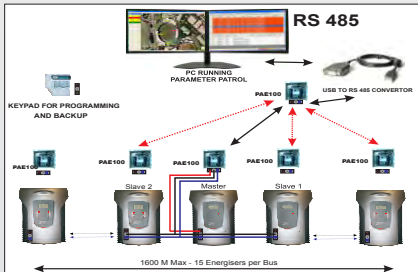 RS 485
PC RUNNING
PARAMETER PATROL
USB TO RS 485 CONVERTOR
PAE100
KEYPAD FOR PROGRAMMING
AND BACKUP
PAE100
PAE100
PAE100
PAE100
PAE100
Slave 2
Master
Slave 1
1600 M Max - 15 Energisers per Bus